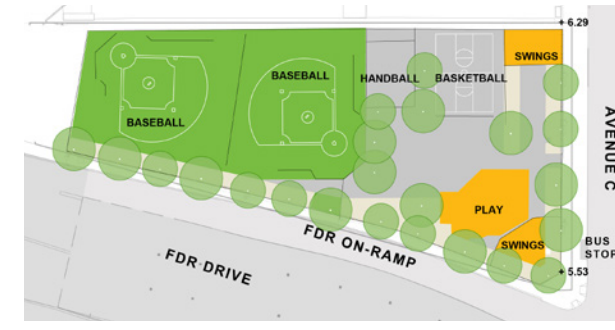 6.29
SWINGS
BASEBALL
HANDBALL
BASKETBALL
BASEBALL
AVENUE C
PLAY
SWINGS
BUS
STOP
FDR ON-RAMP
FDR DRIVE
5.53